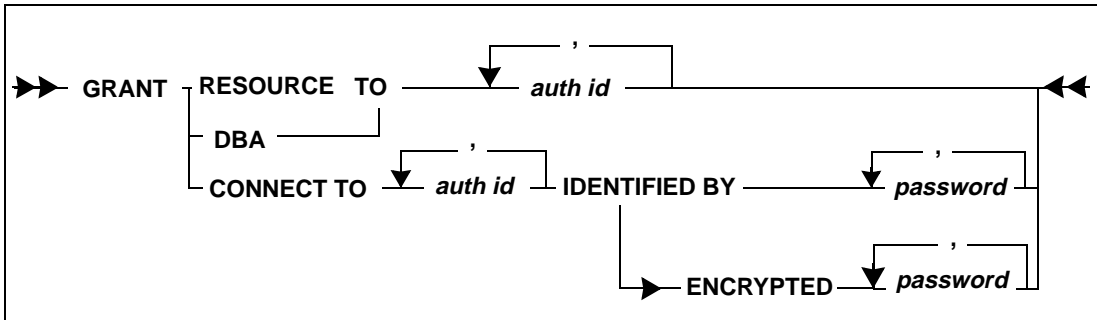 ,
GRANT RESOURCE TO auth id
DBA
, ,
CONNECT TO auth id IDENTIFIED BY password
,
ENCRYPTED password